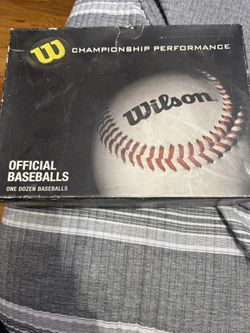 W CHAMPIONSHIP PERFORMANCE
Wilson
OFFICIAL
BASEBALLS
ONE DOZEN BASEBALLS